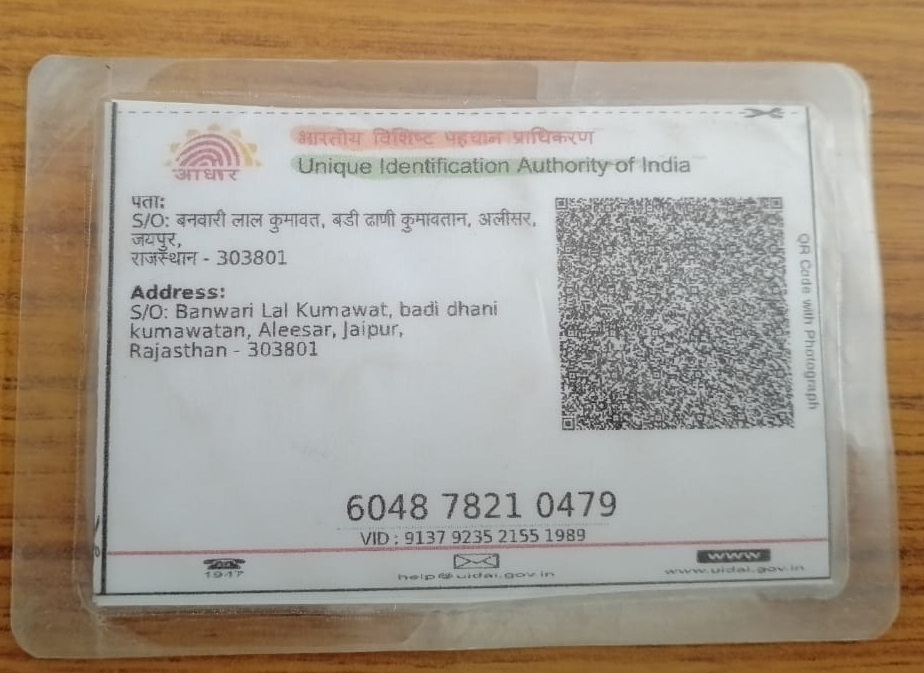 भारतीय विशिष्ट पहचान प्राधिकरण
Unique Identification Authority of India
आधार
पता:
S/O: बनवारी लाल कुमावत, बडी ढाणी कुमावतान, अलीसर,
जयपुर,
राजस्थान - 303801
Address:
S/O: Banwari Lal Kumawat, badi dhani
kumawatan, Aleesar, Jaipur,
Rajasthan - 303801
QR Code with Photograph
6048 7821 0479
VID : 9137 9235 2155 1989
1947
help@uidai.gov.in
www
www.uidai.gov.in